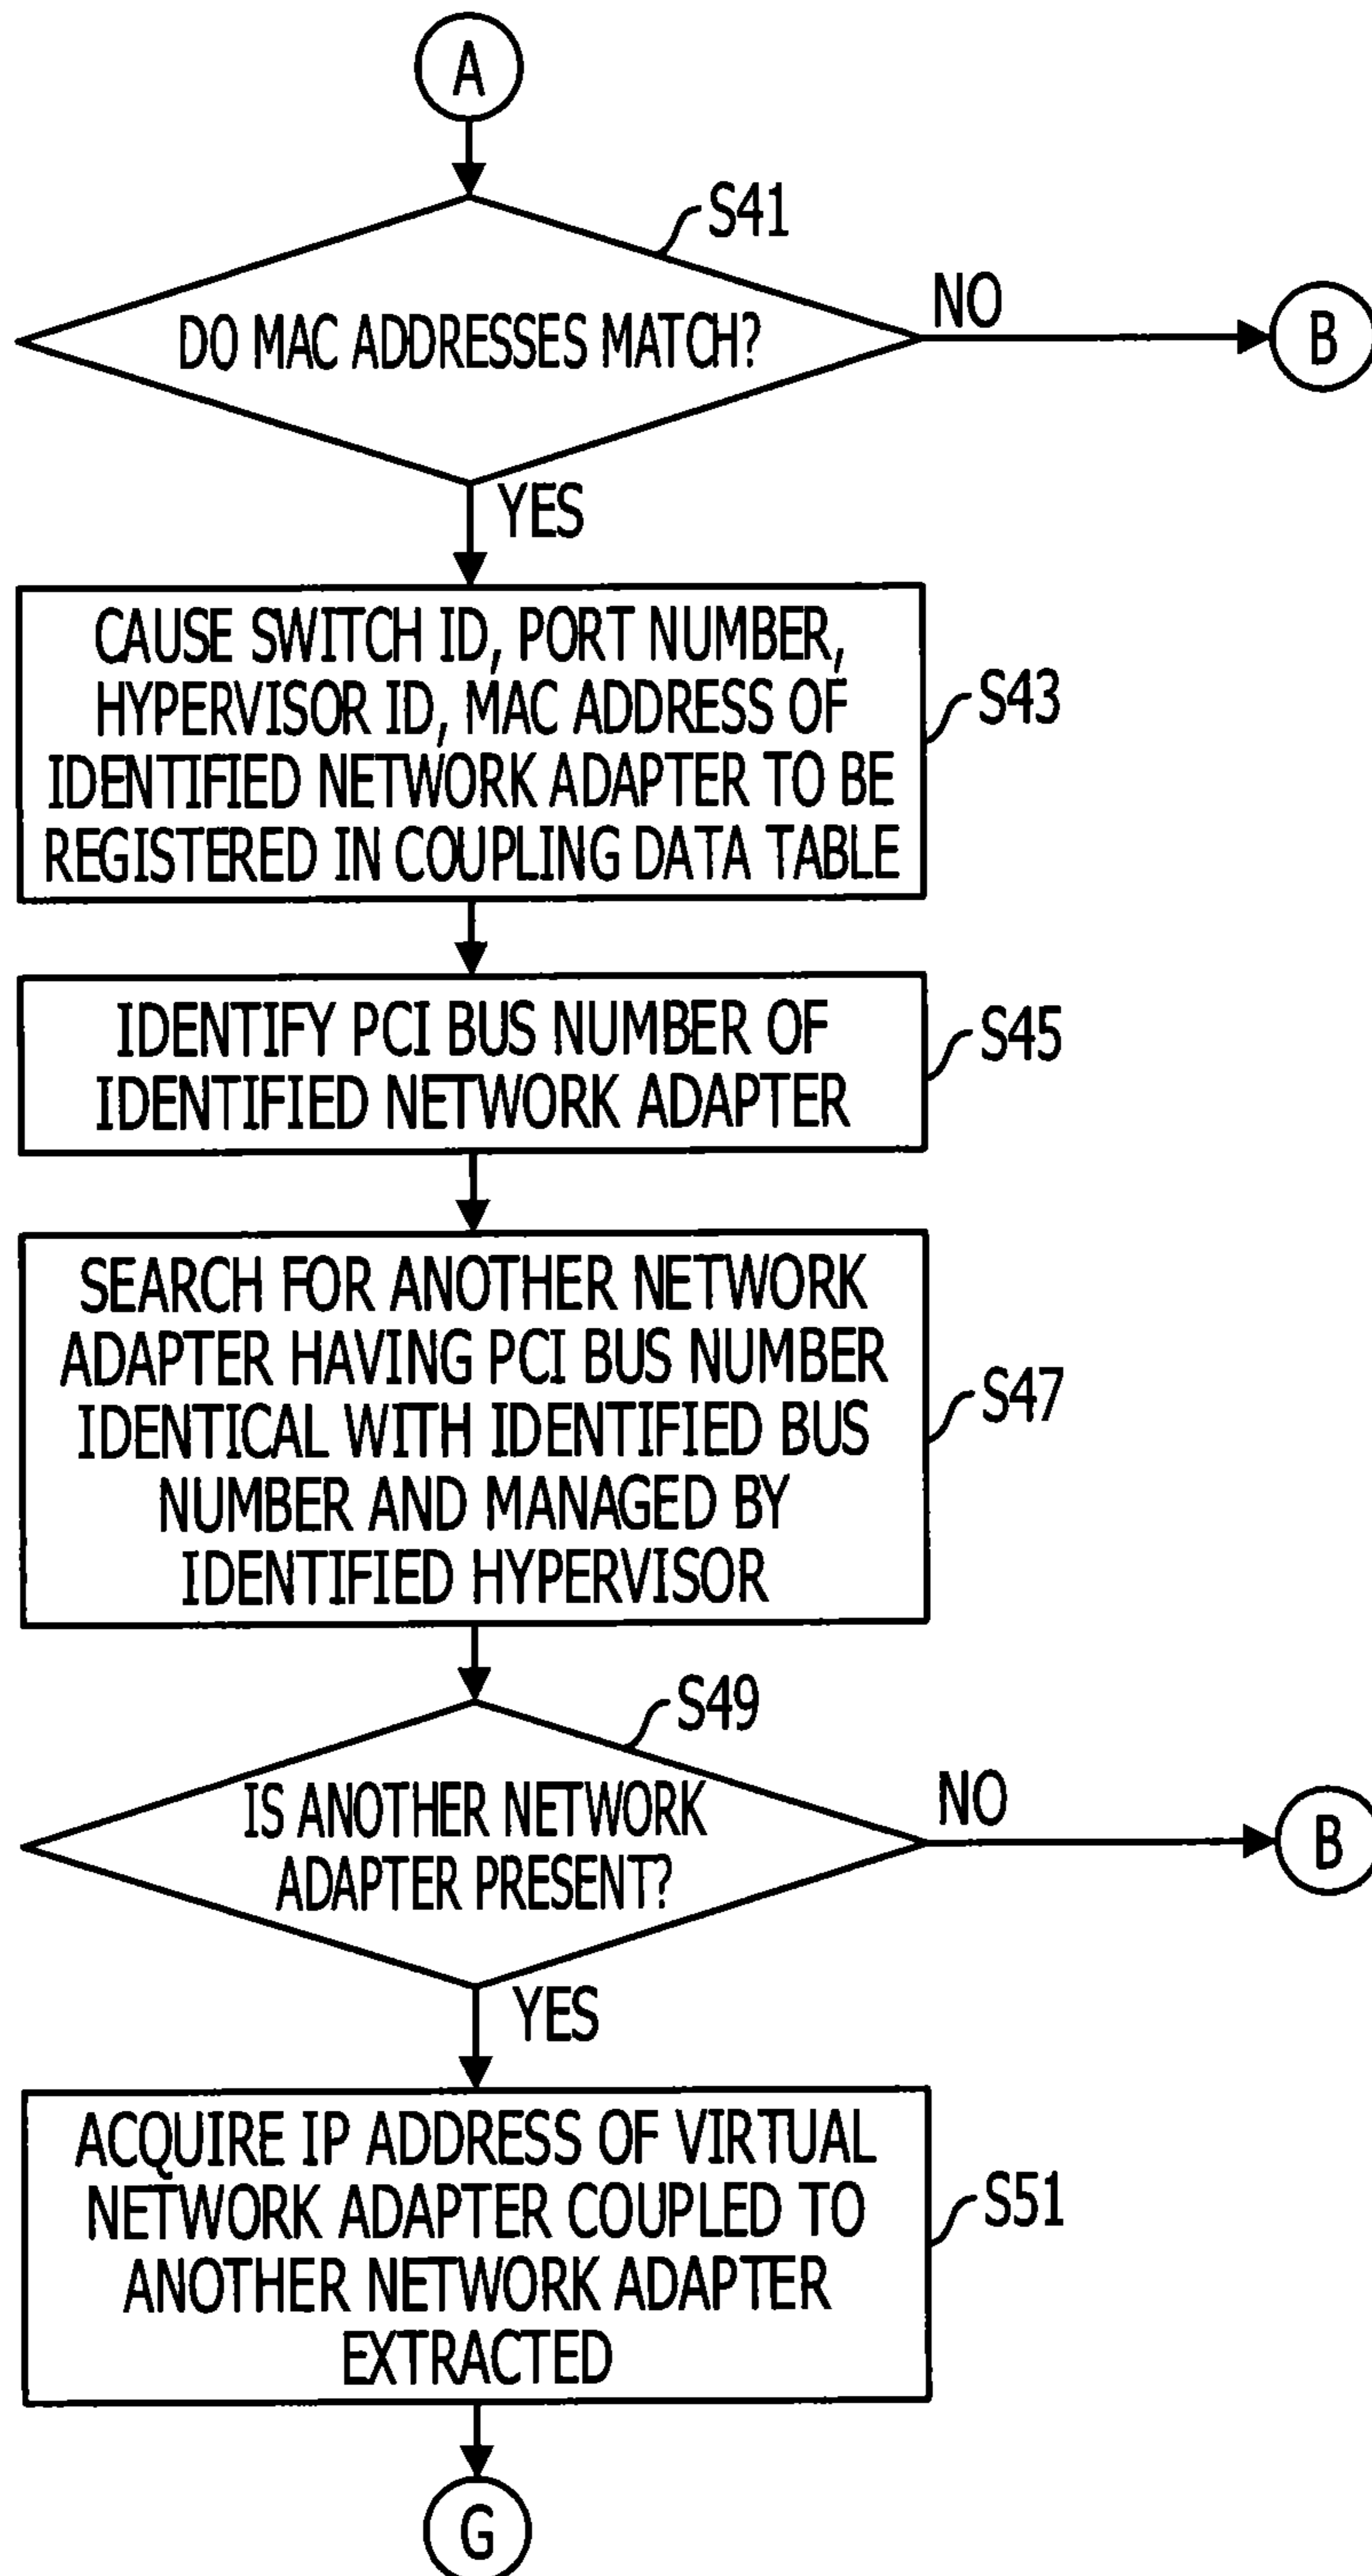 A
S41
DO MAC ADDRESSES MATCH?
NO
B
YES
CAUSE SWITCH ID, PORT NUMBER,
HYPERVISOR ID, MAC ADDRESS OF
IDENTIFIED NETWORK ADAPTER TO BE
REGISTERED IN COUPLING DATA TABLE
S43
IDENTIFY PCI BUS NUMBER OF
IDENTIFIED NETWORK ADAPTER
S45
SEARCH FOR ANOTHER NETWORK
ADAPTER HAVING PCI BUS NUMBER
IDENTICAL WITH IDENTIFIED BUS
NUMBER AND MANAGED BY
IDENTIFIED HYPERVISOR
S47
S49
IS ANOTHER NETWORK
ADAPTER PRESENT?
NO
B
YES
ACQUIRE IP ADDRESS OF VIRTUAL
NETWORK ADAPTER COUPLED TO
ANOTHER NETWORK ADAPTER
EXTRACTED
S51
G